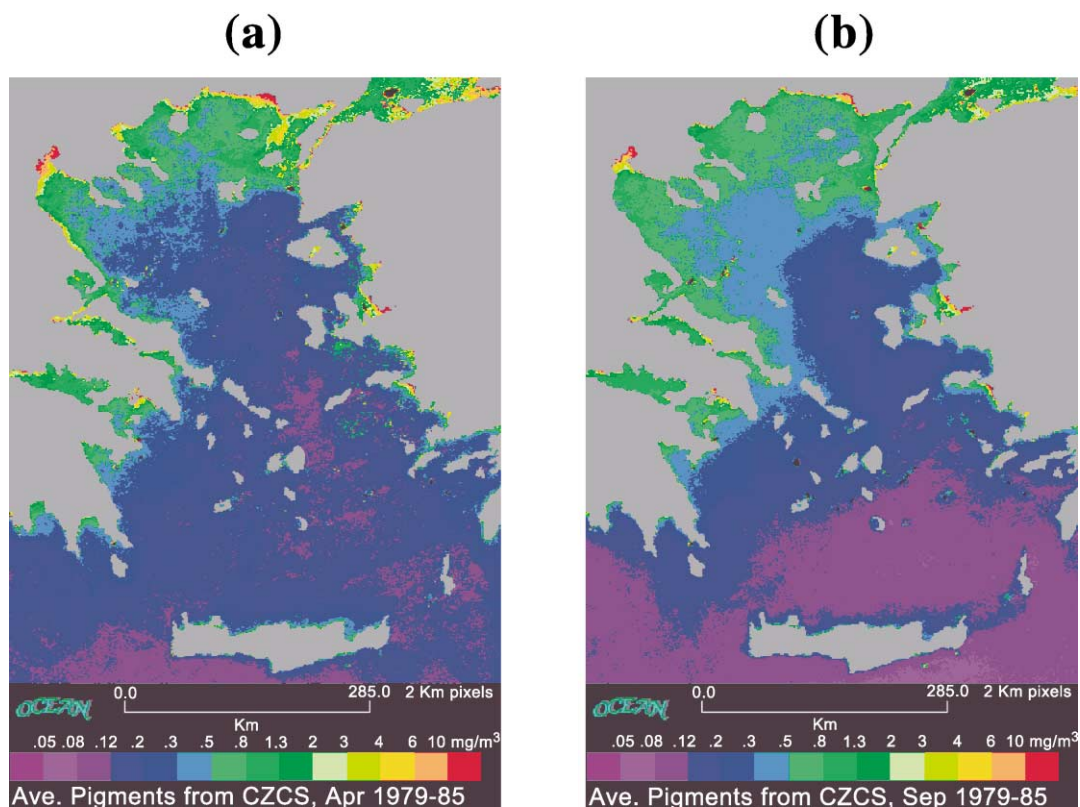 (a)
(b)
OCEAN
0.0 285.0 2 Km pixels
Km
.05 .08 .12 .2 .3 .5 .8 1.3 2 3 4 6 10 mg/m³
Ave. Pigments from CZCS, Apr 1979-85
OCEAN
0.0 285.0 2 Km pixels
Km
.05 .08 .12 .2 .3 .5 .8 1.3 2 3 4 6 10 mg/m³
Ave. Pigments from CZCS, Sep 1979-85